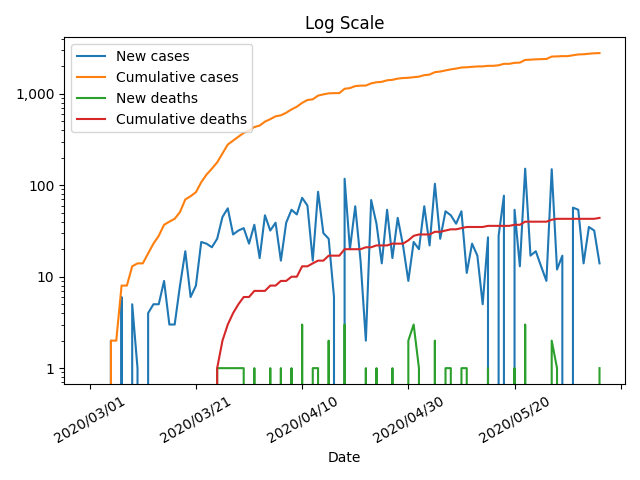 Log Scale
New cases
Cumulative cases
New deaths
Cumulative deaths
1,000
100
10
1
2020/03/01
2020/03/21
2020/04/10
2020/04/30
2020/05/20
Date